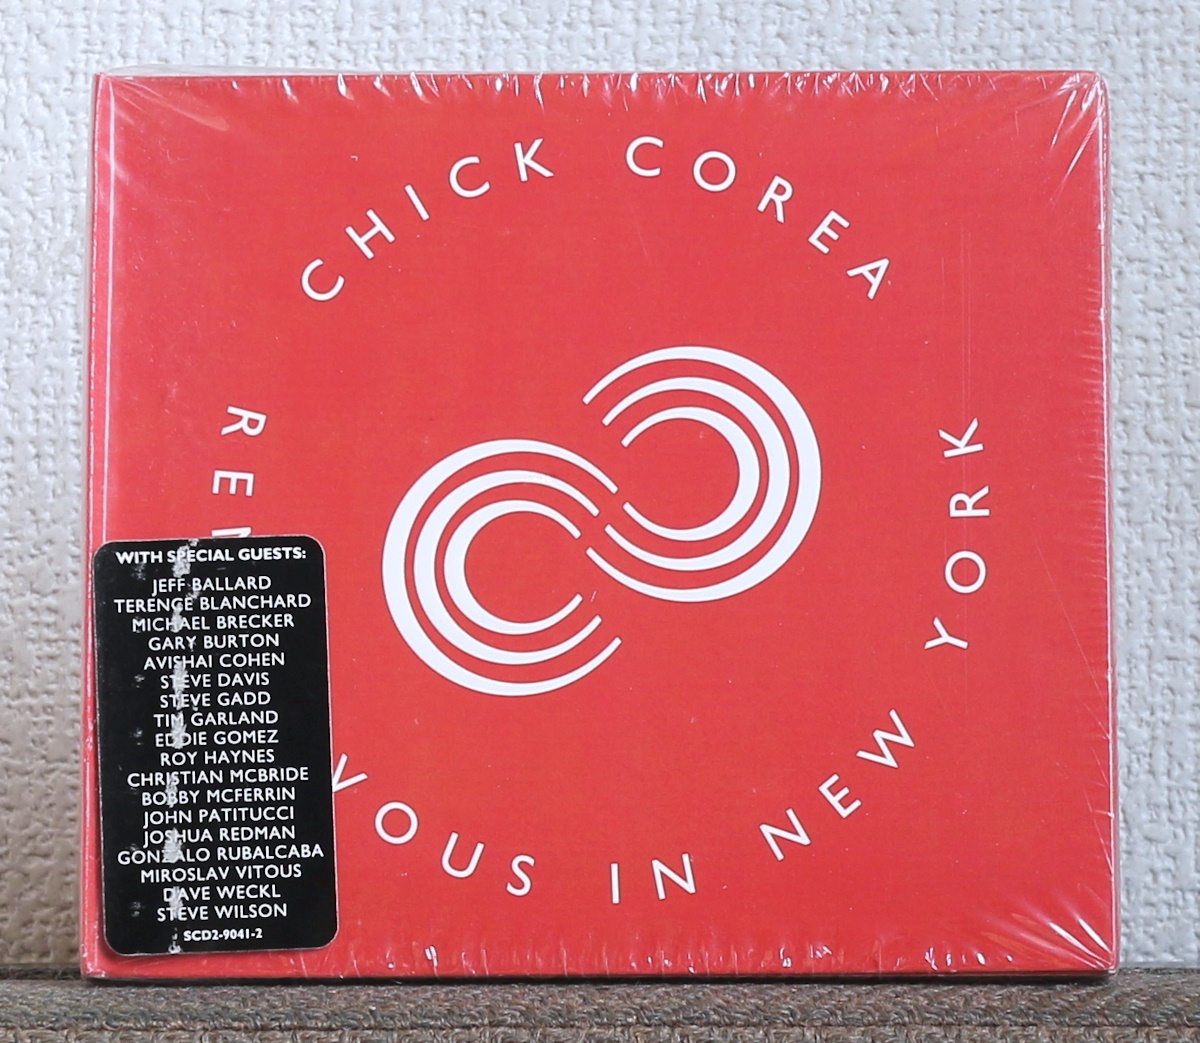 CHICK COREA
REN
VOUS IN NEW YORK
WITH SPECIAL GUESTS:
JEFF BALLARD
TERENCE BLANCHARD
MICHAEL BRECKER
GARY BURTON
AVISHAI COHEN
STEVE DAVIS
STEVE GADD
TIM GARLAND
EDDIE GOMEZ
ROY HAYNES
CHRISTIAN MCBRIDE
BOBBY MCFERRIN
JOHN PATITUCCI
JOSHUA REDMAN
GONZALO RUBALCABA
MIROSLAV VITOUS
DAVE WECKL
STEVE WILSON
SCD2-9041-2